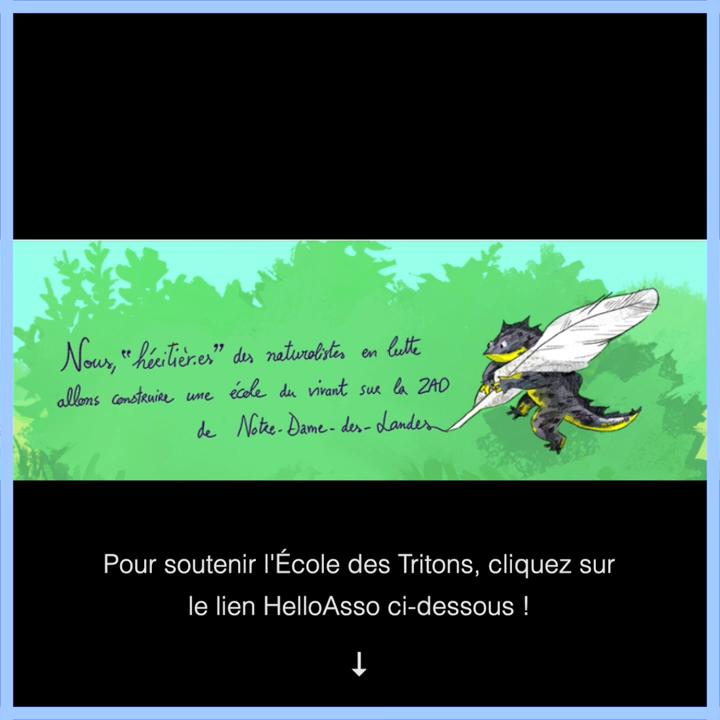 Nous, "héritièr.es" des naturalistes en lutte
allons construire une école du vivant sur la ZAD
de Notre-Dame-des-Landes
Pour soutenir l'École des Tritons, cliquez sur
le lien HelloAsso ci-dessous !
↓